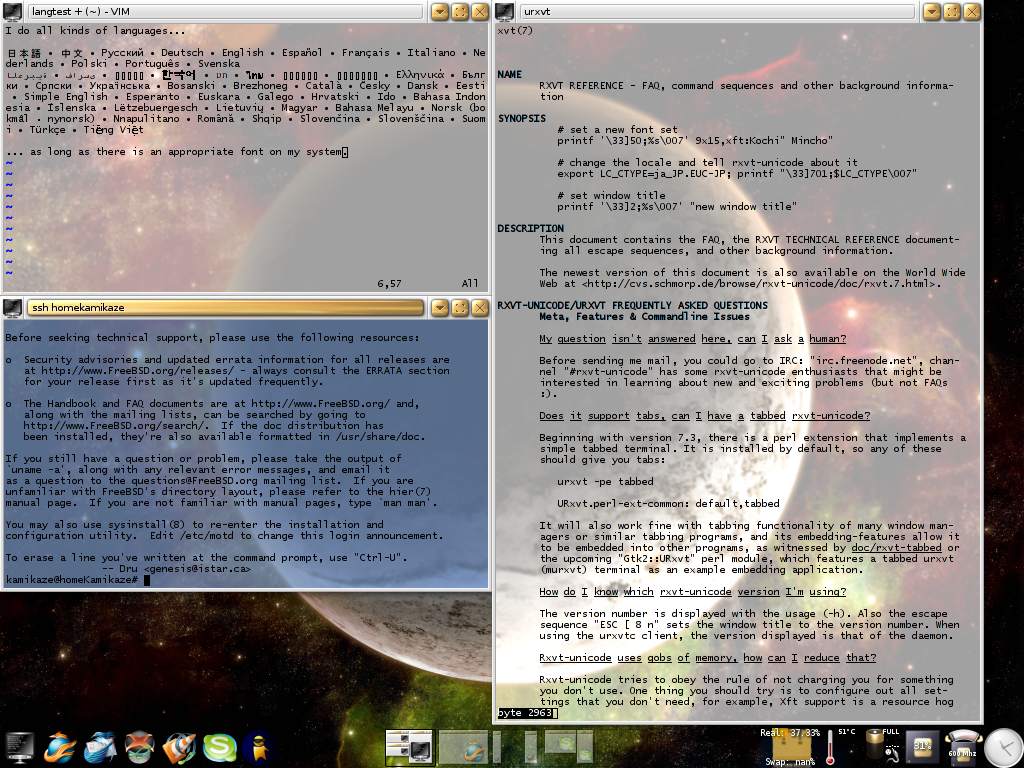 langtest + (~) - VIM
I do all kinds of languages...
日本語 • 中文 • Русский • Deutsch • English • Español • Français • Italiano • Ne
derlands • Polski • Português • Svenska
العربية • فارسی • • 한국어 • • ไทย • • • Ελληνικά • Бълг
ки • Српски • Українська • Bosanski • Brezhoneg • Català • Česky • Dansk • Eesti
• Simple English • Esperanto • Euskara • Galego • Hrvatski • Ido • Bahasa Indon
esia • Íslenska • Lëtzebuergesch • Lietuvių • Magyar • Bahasa Melayu • Norsk (bo
kmål · nynorsk) • Nnapulitano • Română • Shqip • Slovenčina • Slovenščina • Suom
i • Türkçe • Tiếng Việt
... as long as there is an appropriate font on my system.
~
~
~
~
~
~
~
~
~
~
~
6,57 All
ssh homekamikaze
Before seeking technical support, please use the following resources:
o Security advisories and updated errata information for all releases are
at http://www.FreeBSD.org/releases/ - always consult the ERRATA section
for your release first as it's updated frequently.
o The Handbook and FAQ documents are at http://www.FreeBSD.org/ and,
along with the mailing lists, can be searched by going to
http://www.FreeBSD.org/search/. If the doc distribution has
been installed, they're also available formatted in /usr/share/doc.
If you still have a question or problem, please take the output of
`uname -a', along with any relevant error messages, and email it
as a question to the questions@FreeBSD.org mailing list. If you are
unfamiliar with FreeBSD's directory layout, please refer to the hier(7)
manual page. If you are not familiar with manual pages, type `man man'.
You may also use sysinstall(8) to re-enter the installation and
configuration utility. Edit /etc/motd to change this login announcement.
To erase a line you've written at the command prompt, use "Ctrl-U".
-- Dru <genesis@istar.ca>
kamikaze@homeKamikaze#
urxvt
xvt(7)
NAME
RXVT REFERENCE - FAQ, command sequences and other background informa-
tion
SYNOPSIS
# set a new font set
printf '\33]50;%s\007' 9x15,xft:Kochi" Mincho"
# change the locale and tell rxvt-unicode about it
export LC_CTYPE=ja_JP.EUC-JP; printf "\33]701;$LC_CTYPE\007"
# set window title
printf '\33]2;%s\007' "new window title"
DESCRIPTION
This document contains the FAQ, the RXVT TECHNICAL REFERENCE document-
ing all escape sequences, and other background information.
The newest version of this document is also available on the World Wide
Web at <http://cvs.schmorp.de/browse/rxvt-unicode/doc/rxvt.7.html>.
RXVT-UNICODE/URXVT FREQUENTLY ASKED QUESTIONS
Meta, Features & Commandline Issues
My question isn't answered here, can I ask a human?
Before sending me mail, you could go to IRC: "irc.freenode.net", chan-
nel "#rxvt-unicode" has some rxvt-unicode enthusiasts that might be
interested in learning about new and exciting problems (but not FAQs
:).
Does it support tabs, can I have a tabbed rxvt-unicode?
Beginning with version 7.3, there is a perl extension that implements a
simple tabbed terminal. It is installed by default, so any of these
should give you tabs:
urxvt -pe tabbed
URxvt.perl-ext-common: default,tabbed
It will also work fine with tabbing functionality of many window man-
agers or similar tabbing programs, and its embedding-features allow it
to be embedded into other programs, as witnessed by doc/rxvt-tabbed or
the upcoming "Gtk2::URxvt" perl module, which features a tabbed urxvt
(murxvt) terminal as an example embedding application.
How do I know which rxvt-unicode version I'm using?
The version number is displayed with the usage (-h). Also the escape
sequence "ESC [ 8 n" sets the window title to the version number. When
using the urxvtc client, the version displayed is that of the daemon.
Rxvt-unicode uses gobs of memory, how can I reduce that?
Rxvt-unicode tries to obey the rule of not charging you for something
you don't use. One thing you should try is to configure out all set-
tings that you don't need, for example, Xft support is a resource hog
byte 2963
Real: 37.33%
Swap: nan%
51°C
FULL
31%
600 Mhz